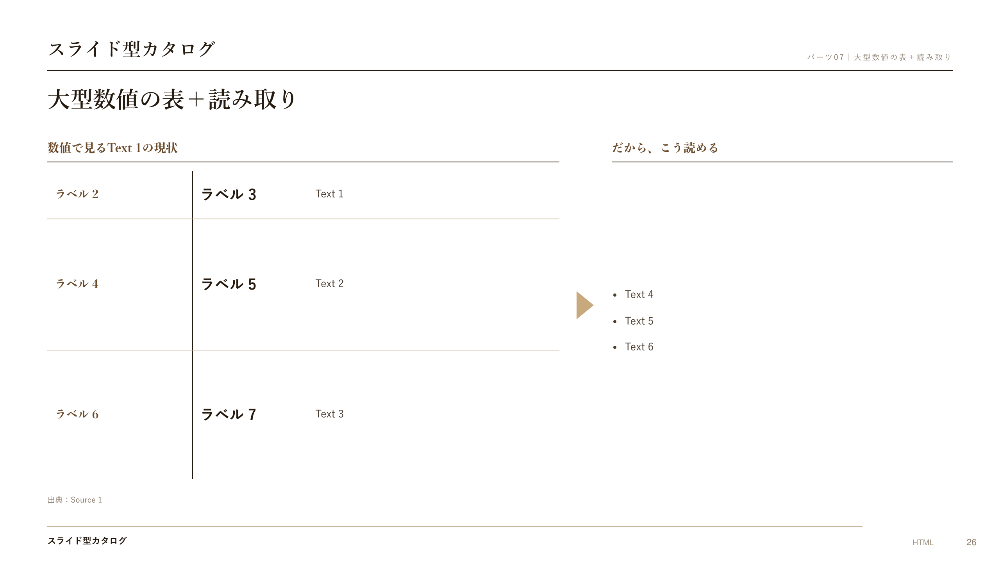 スライド型カタログ
パーツ07｜大型数値の表＋読み取り
大型数値の表＋読み取り
数値で見るText 1の現状
ラベル 2
ラベル 3
Text 1
ラベル 4
ラベル 5
Text 2
ラベル 6
ラベル 7
Text 3
だから、こう読める
• Text 4
• Text 5
• Text 6
出典：Source 1
スライド型カタログ
HTML
26